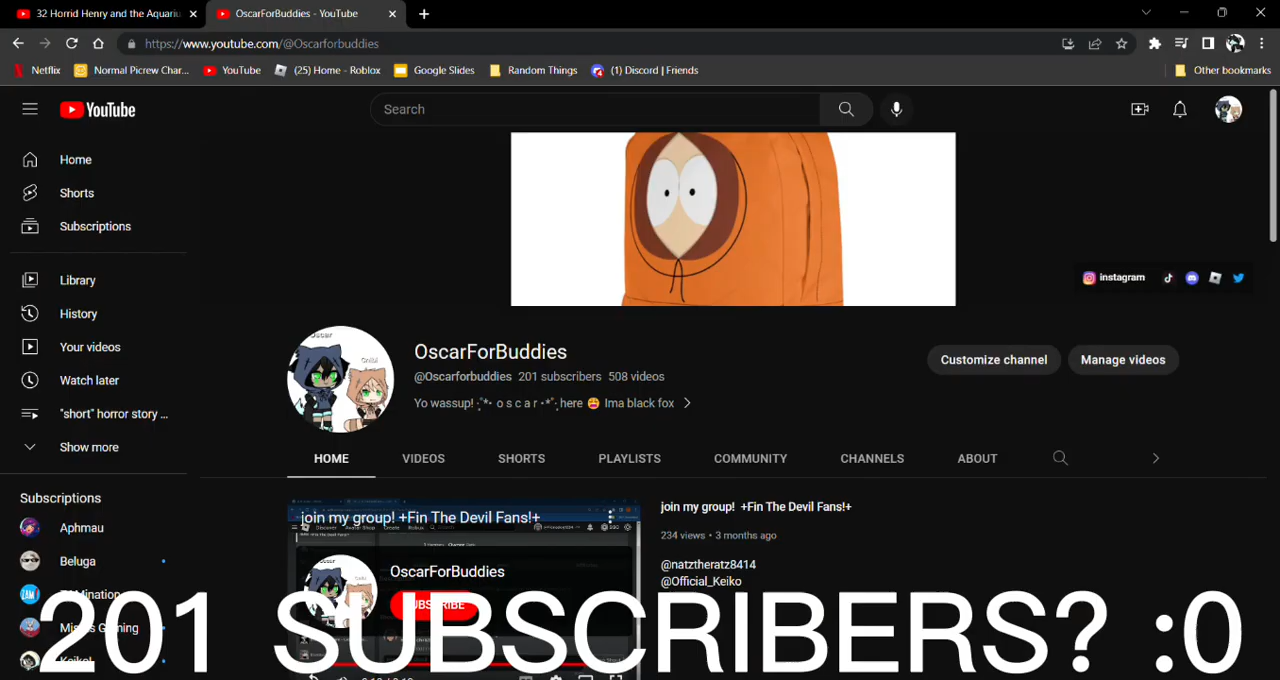 32 Horrid Henry and the Aquariu
OscarForBuddies - YouTube
https://www.youtube.com/@Oscarforbuddies
Netflix
Normal Picrew Char...
YouTube
(25) Home - Roblox
Google Slides
Random Things
(1) Discord | Friends
Other bookmarks
YouTube
Search
Home
Shorts
Subscriptions
Library
History
Your videos
Watch later
"short" horror story ...
Show more
Subscriptions
Aphmau
Beluga
instagram
Oscar
OscarForBuddies
@Oscarforbuddies 201 subscribers 508 videos
Yo wassup! ·̩͙*• o s c a r •*·̩͙ here 🤩 Ima black fox
Customize channel
Manage videos
HOME
VIDEOS
SHORTS
PLAYLISTS
COMMUNITY
CHANNELS
ABOUT
join my group! +Fin The Devil Fans!+
OscarForBuddies
SUBSCRIBE
join my group! +Fin The Devil Fans!+
234 views • 3 months ago
@natztheratz8414
@Official_Keiko
201 SUBSCRIBERS? :0